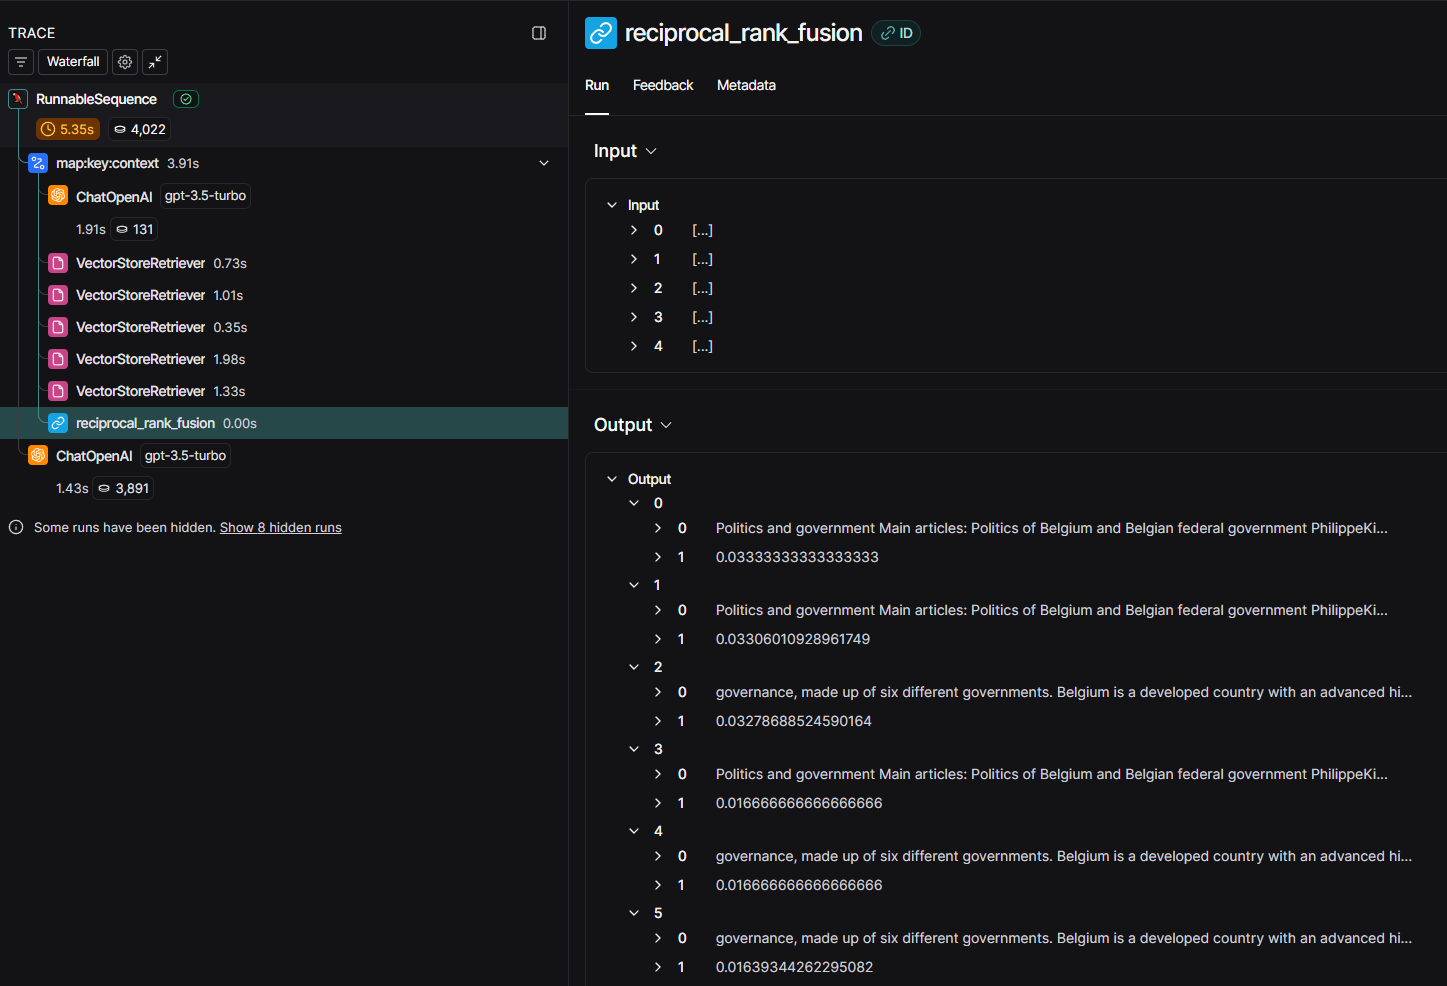 TRACE
Waterfall
RunnableSequence
5.35s 4,022
map:key:context 3.91s
ChatOpenAI gpt-3.5-turbo
1.91s 131
VectorStoreRetriever 0.73s
VectorStoreRetriever 1.01s
VectorStoreRetriever 0.35s
VectorStoreRetriever 1.98s
VectorStoreRetriever 1.33s
reciprocal_rank_fusion 0.00s
ChatOpenAI gpt-3.5-turbo
1.43s 3,891
Some runs have been hidden. Show 8 hidden runs
reciprocal_rank_fusion ID
Run Feedback Metadata
Input
Input
0 [...]
1 [...]
2 [...]
3 [...]
4 [...]
Output
Output
0
0 Politics and government Main articles: Politics of Belgium and Belgian federal government PhilippeKi...
1 0.03333333333333333
1
0 Politics and government Main articles: Politics of Belgium and Belgian federal government PhilippeKi...
1 0.03306010928961749
2
0 governance, made up of six different governments. Belgium is a developed country with an advanced hi...
1 0.03278688524590164
3
0 Politics and government Main articles: Politics of Belgium and Belgian federal government PhilippeKi...
1 0.016666666666666666
4
0 governance, made up of six different governments. Belgium is a developed country with an advanced hi...
1 0.016666666666666666
5
0 governance, made up of six different governments. Belgium is a developed country with an advanced hi...
1 0.01639344262295082